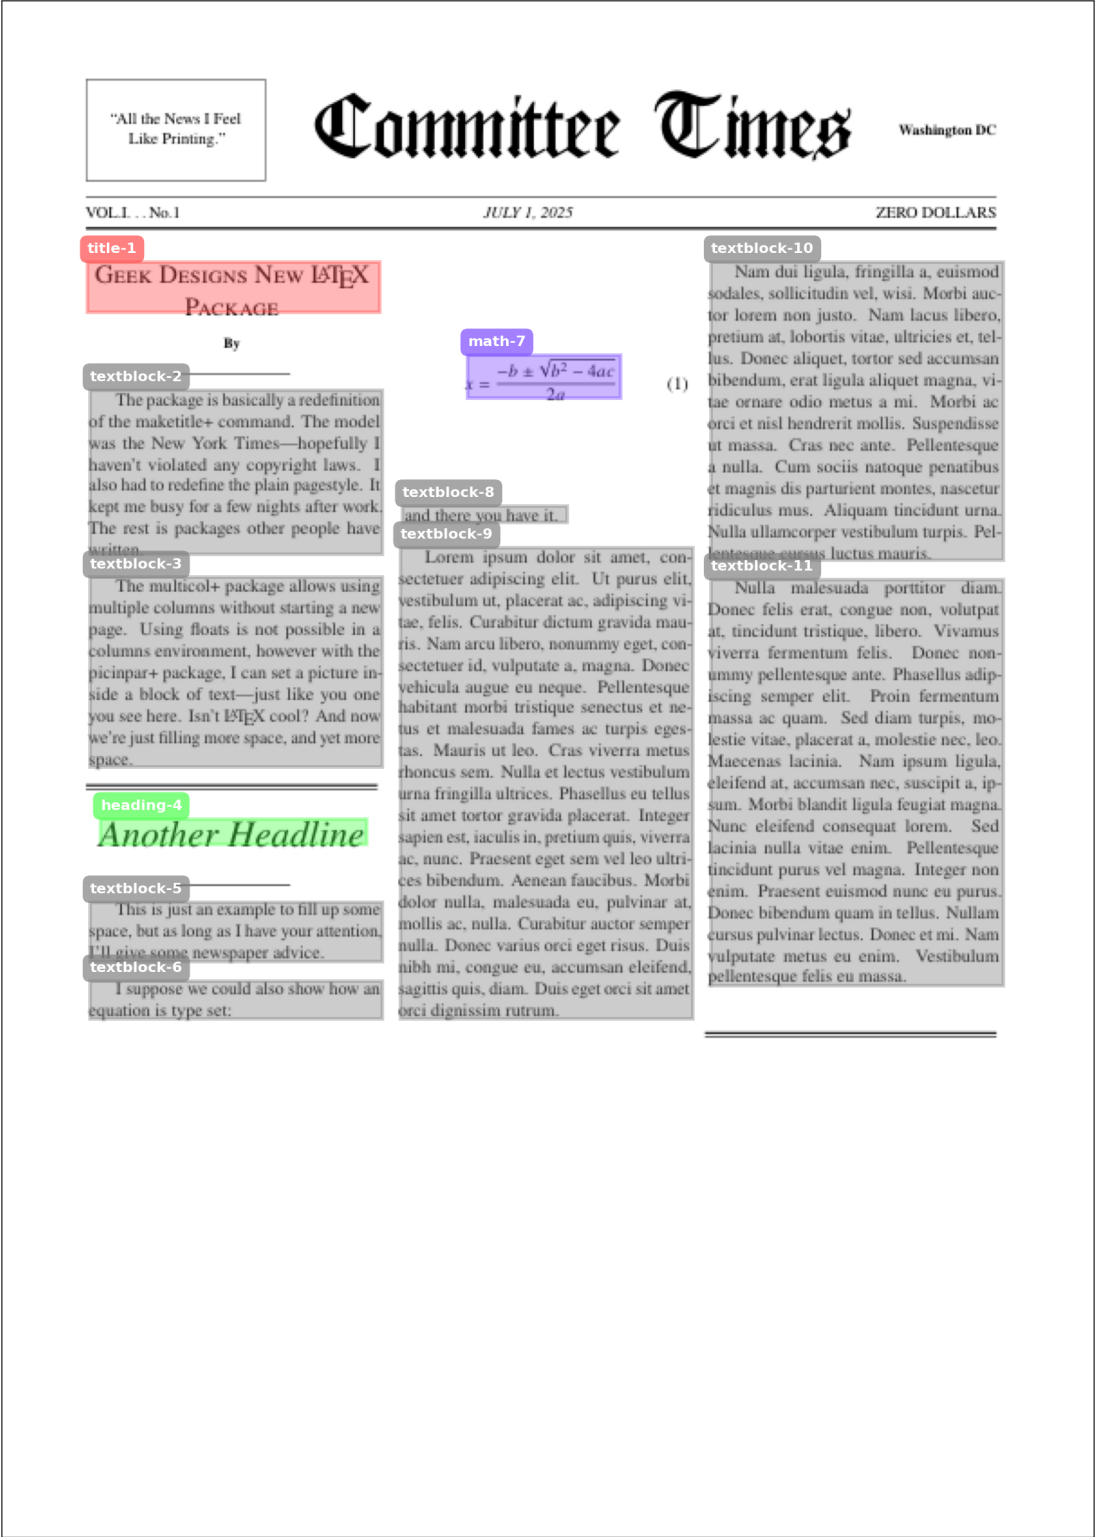 “All the News I Feel
Like Printing.”
Committee Times
Washington DC
VOL.I. . . No.1
JULY 1, 2025
ZERO DOLLARS
title-1
GEEK DESIGNS NEW LATEX
PACKAGE
By
textblock-2
The package is basically a redefinition
of the maketitle+ command. The model
was the New York Times—hopefully I
haven’t violated any copyright laws. I
also had to redefine the plain pagestyle. It
kept me busy for a few nights after work.
The rest is packages other people have
written.
textblock-3
The multicol+ package allows using
multiple columns without starting a new
page. Using floats is not possible in a
columns environment, however with the
picinpar+ package, I can set a picture in-
side a block of text—just like you one
you see here. Isn’t LATEX cool? And now
we’re just filling more space, and yet more
space.
heading-4
Another Headline
textblock-5
This is just an example to fill up some
space, but as long as I have your attention,
I’ll give some newspaper advice.
textblock-6
I suppose we could also show how an
equation is type set:
math-7
x = −b ± √b² − 4ac / 2a (1)
textblock-8
and there you have it.
textblock-9
Lorem ipsum dolor sit amet, con-
sectetuer adipiscing elit. Ut purus elit,
vestibulum ut, placerat ac, adipiscing vi-
tae, felis. Curabitur dictum gravida mau-
ris. Nam arcu libero, nonummy eget, con-
sectetuer id, vulputate a, magna. Donec
vehicula augue eu neque. Pellentesque
habitant morbi tristique senectus et ne-
tus et malesuada fames ac turpis eges-
tas. Mauris ut leo. Cras viverra metus
rhoncus sem. Nulla et lectus vestibulum
urna fringilla ultrices. Phasellus eu tellus
sit amet tortor gravida placerat. Integer
sapien est, iaculis in, pretium quis, viverra
ac, nunc. Praesent eget sem vel leo ultri-
ces bibendum. Aenean faucibus. Morbi
dolor nulla, malesuada eu, pulvinar at,
mollis ac, nulla. Curabitur auctor semper
nulla. Donec varius orci eget risus. Duis
nibh mi, congue eu, accumsan eleifend,
sagittis quis, diam. Duis eget orci sit amet
orci dignissim rutrum.
textblock-10
Nam dui ligula, fringilla a, euismod
sodales, sollicitudin vel, wisi. Morbi auc-
tor lorem non justo. Nam lacus libero,
pretium at, lobortis vitae, ultricies et, tel-
lus. Donec aliquet, tortor sed accumsan
bibendum, erat ligula aliquet magna, vi-
tae ornare odio metus a mi. Morbi ac
orci et nisl hendrerit mollis. Suspendisse
ut massa. Cras nec ante. Pellentesque
a nulla. Cum sociis natoque penatibus
et magnis dis parturient montes, nascetur
ridiculus mus. Aliquam tincidunt urna.
Nulla ullamcorper vestibulum turpis. Pel-
lentesque cursus luctus mauris.
textblock-11
Nulla malesuada porttitor diam.
Donec felis erat, congue non, volutpat
at, tincidunt tristique, libero. Vivamus
viverra fermentum felis. Donec non-
ummy pellentesque ante. Phasellus adip-
iscing semper elit. Proin fermentum
massa ac quam. Sed diam turpis, mo-
lestie vitae, placerat a, molestie nec, leo.
Maecenas lacinia. Nam ipsum ligula,
eleifend at, accumsan nec, suscipit a, ip-
sum. Morbi blandit ligula feugiat magna.
Nunc eleifend consequat lorem. Sed
lacinia nulla vitae enim. Pellentesque
tincidunt purus vel magna. Integer non
enim. Praesent euismod nunc eu purus.
Donec bibendum quam in tellus. Nullam
cursus pulvinar lectus. Donec et mi. Nam
vulputate metus eu enim. Vestibulum
pellentesque felis eu massa.